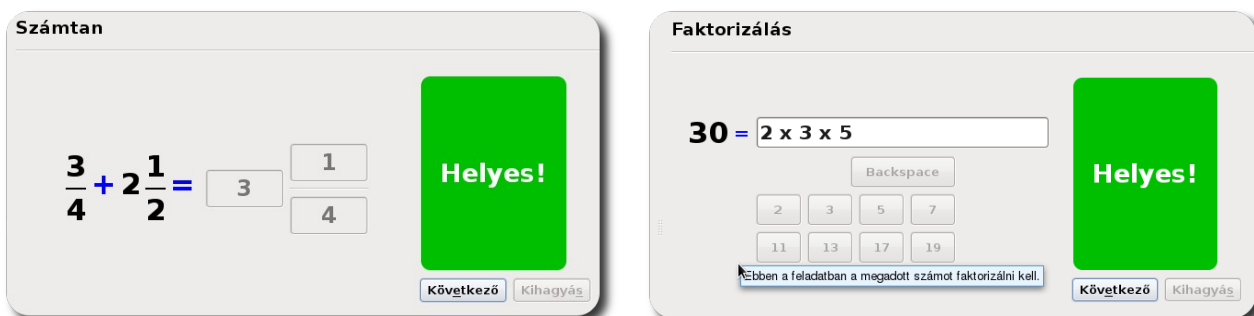 Számtan
3/4 + 2 1/2 = 3 1/4
Helyes!
Következő Kihagyás
Faktorizálás
30 = 2 x 3 x 5
Backspace
2 3 5 7
11 13 17 19
Ebben a feladatban a megadott számot faktorizálni kell.
Helyes!
Következő Kihagyás